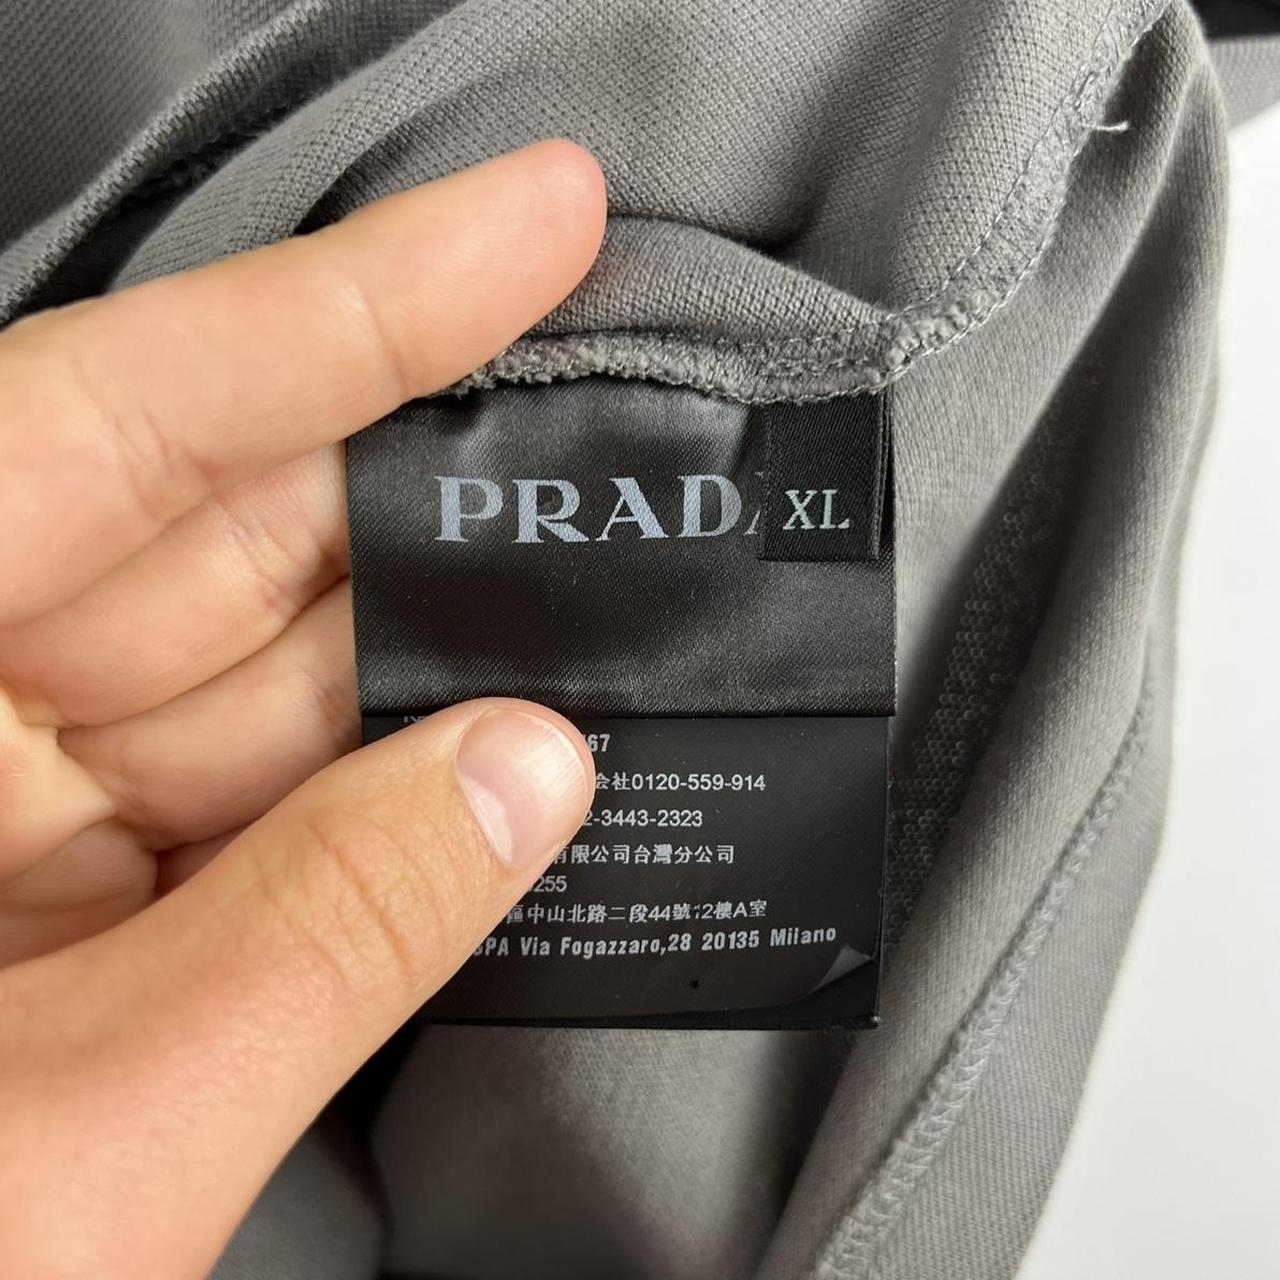 PRADA
XL
67
会社0120-559-914
2-3443-2323
有限公司台灣分公司
255
區中山北路二段44號12樓A室
SPA Via Fogazzaro,28 20135 Milano